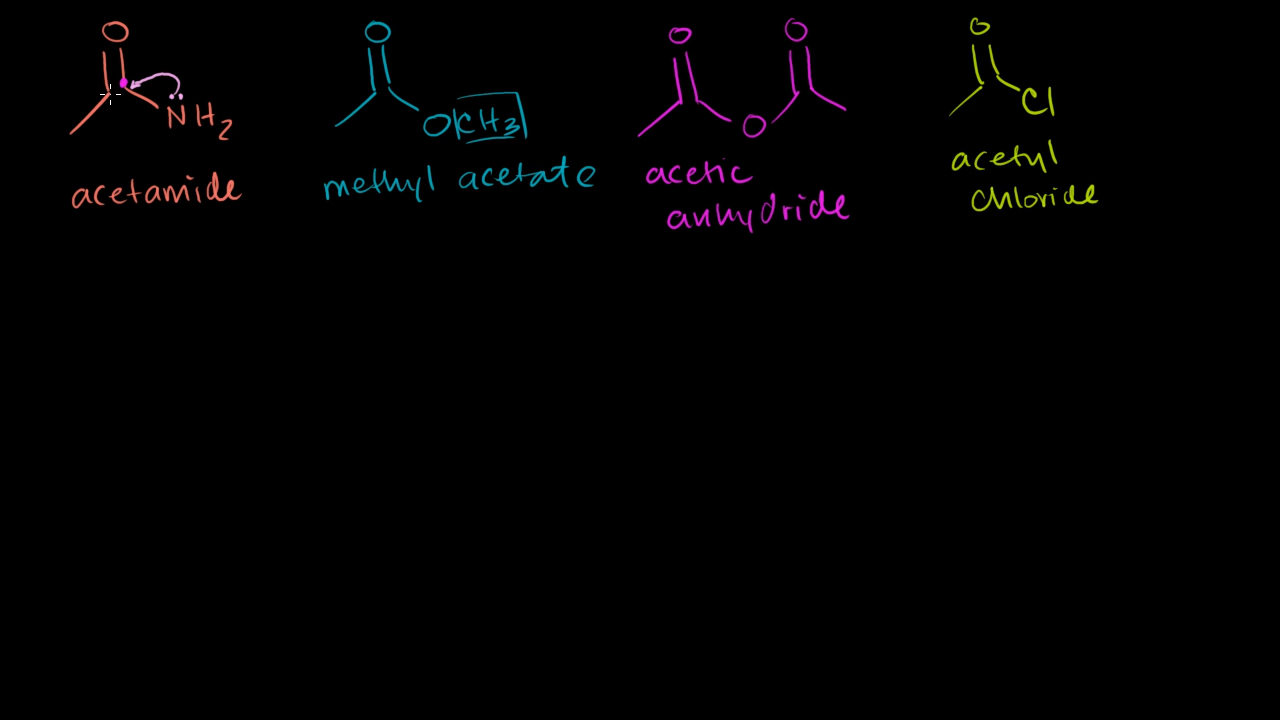 O
NH2
acetamide
O
OCH3
methyl acetate
O O
O
acetic
anhydride
O
Cl
acetyl
chloride